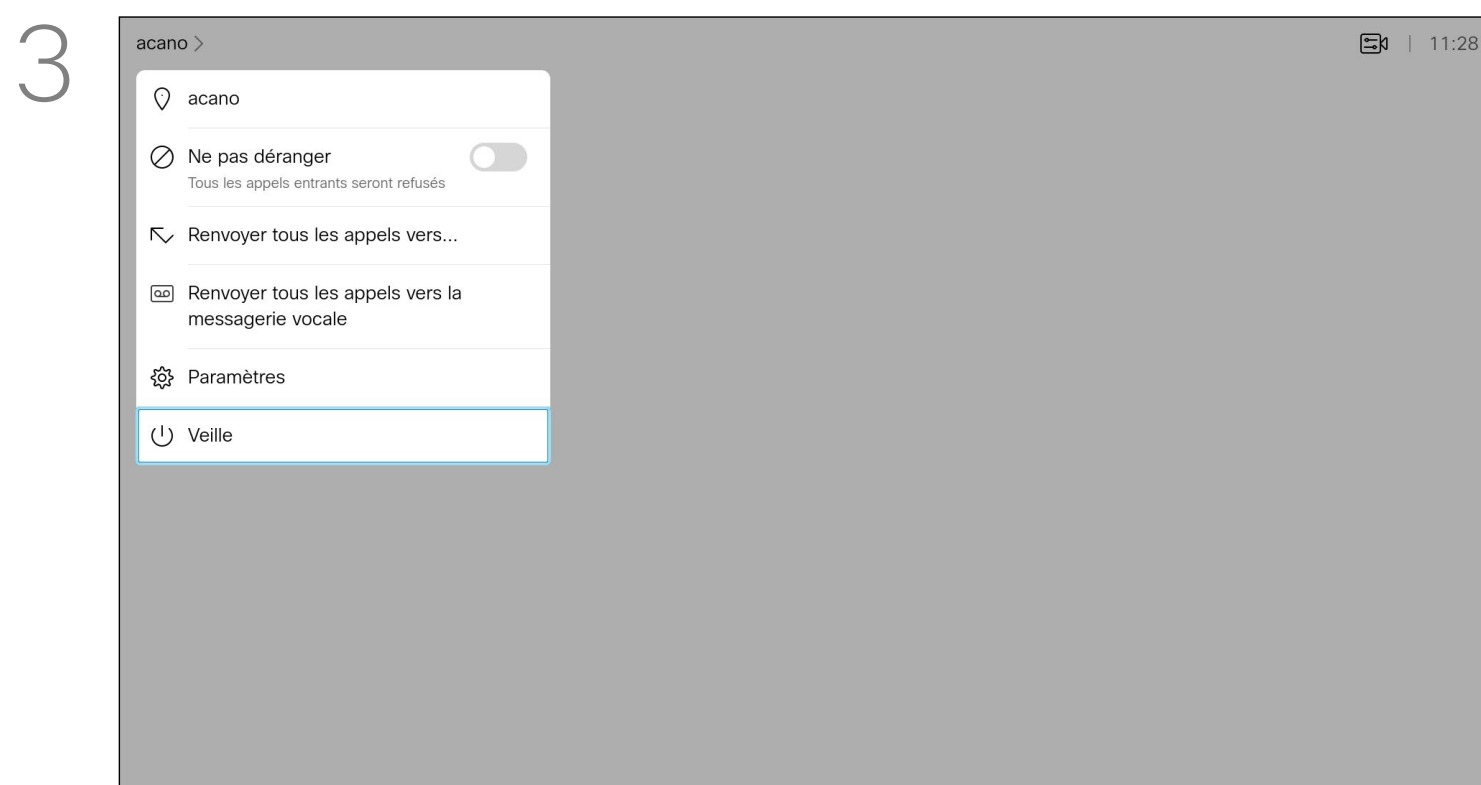 3
acano >
11:28
acano
Ne pas déranger
Tous les appels entrants seront refusés
Renvoyer tous les appels vers...
Renvoyer tous les appels vers la
messagerie vocale
Paramètres
Veille